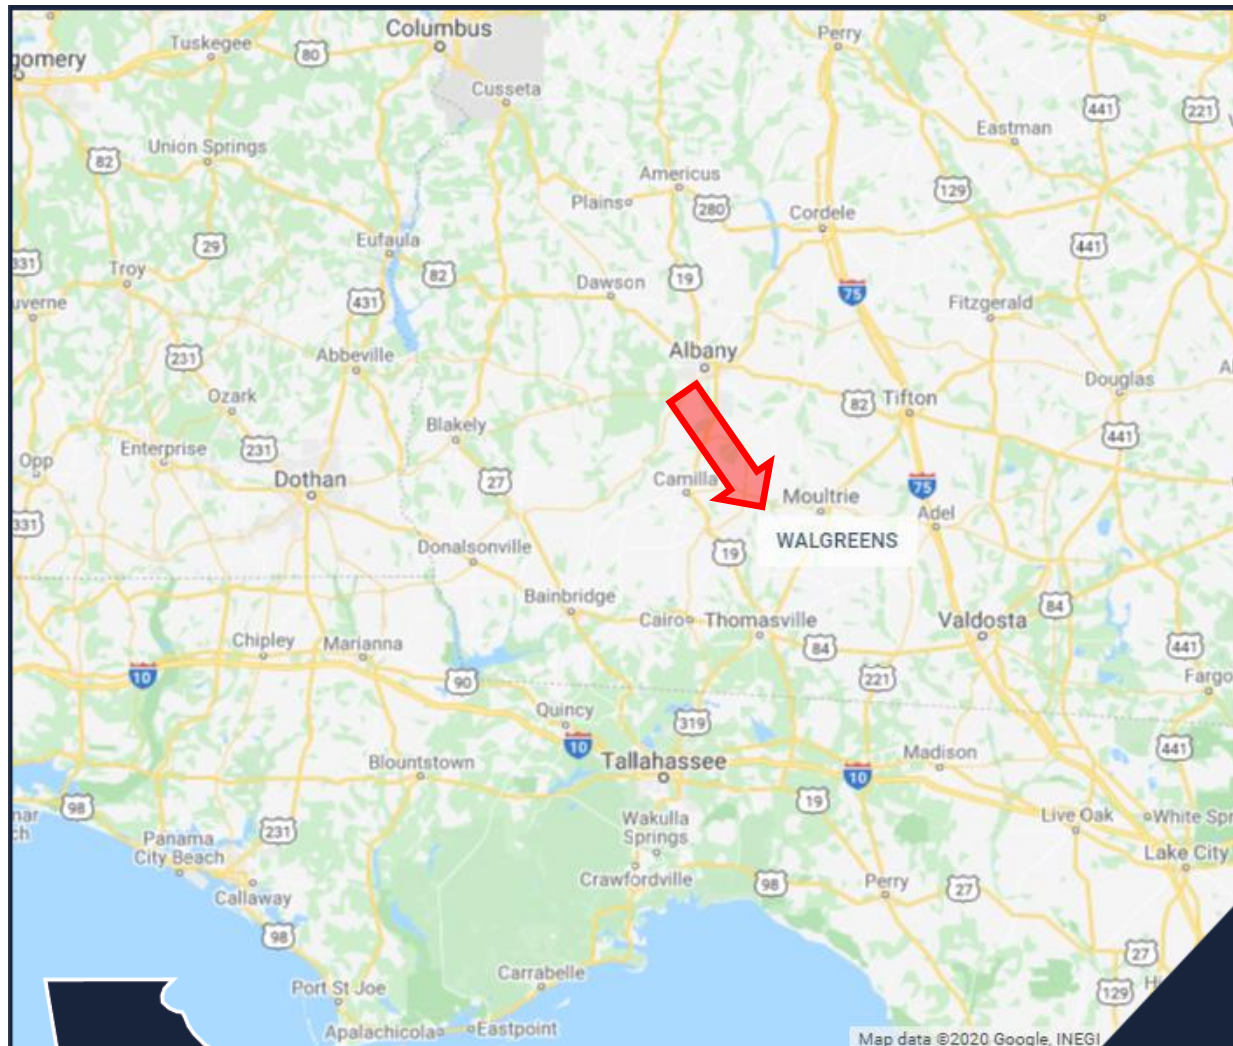 Columbus
Perry
Tuskegee
80
gomery
Cusseta
441
221
Eastman
Union Springs
82
Americus
129
Plains
280
Cordele
Eufaula
29
441
331
82
19
Troy
Dawson
75
431
Fitzgerald
uverne
231
Abbeville
Albany
Douglas
Ozark
82
Tifton
Blakely
441
Enterprise
231
Opp
Dothan
27
Camilla
75
Moultrie
331
Adel
WALGREENS
Donalsonville
19
Bainbridge
84
Cairo
Thomasville
Valdosta
Chipley
Marianna
84
441
10
90
221
Fargo
Quincy
319
10
441
Tallahassee
Madison
Blountstown
10
98
19
Wakulla
Springs
Live Oak
White Spr
mar
ch
231
Panama
City Beach
Lake City
Crawfordville
98
Perry
27
Callaway
98
27
Carrabelle
Port St Joe
129
H
Apalachicola
Eastpoint
Map data ©2020 Google, INEGI